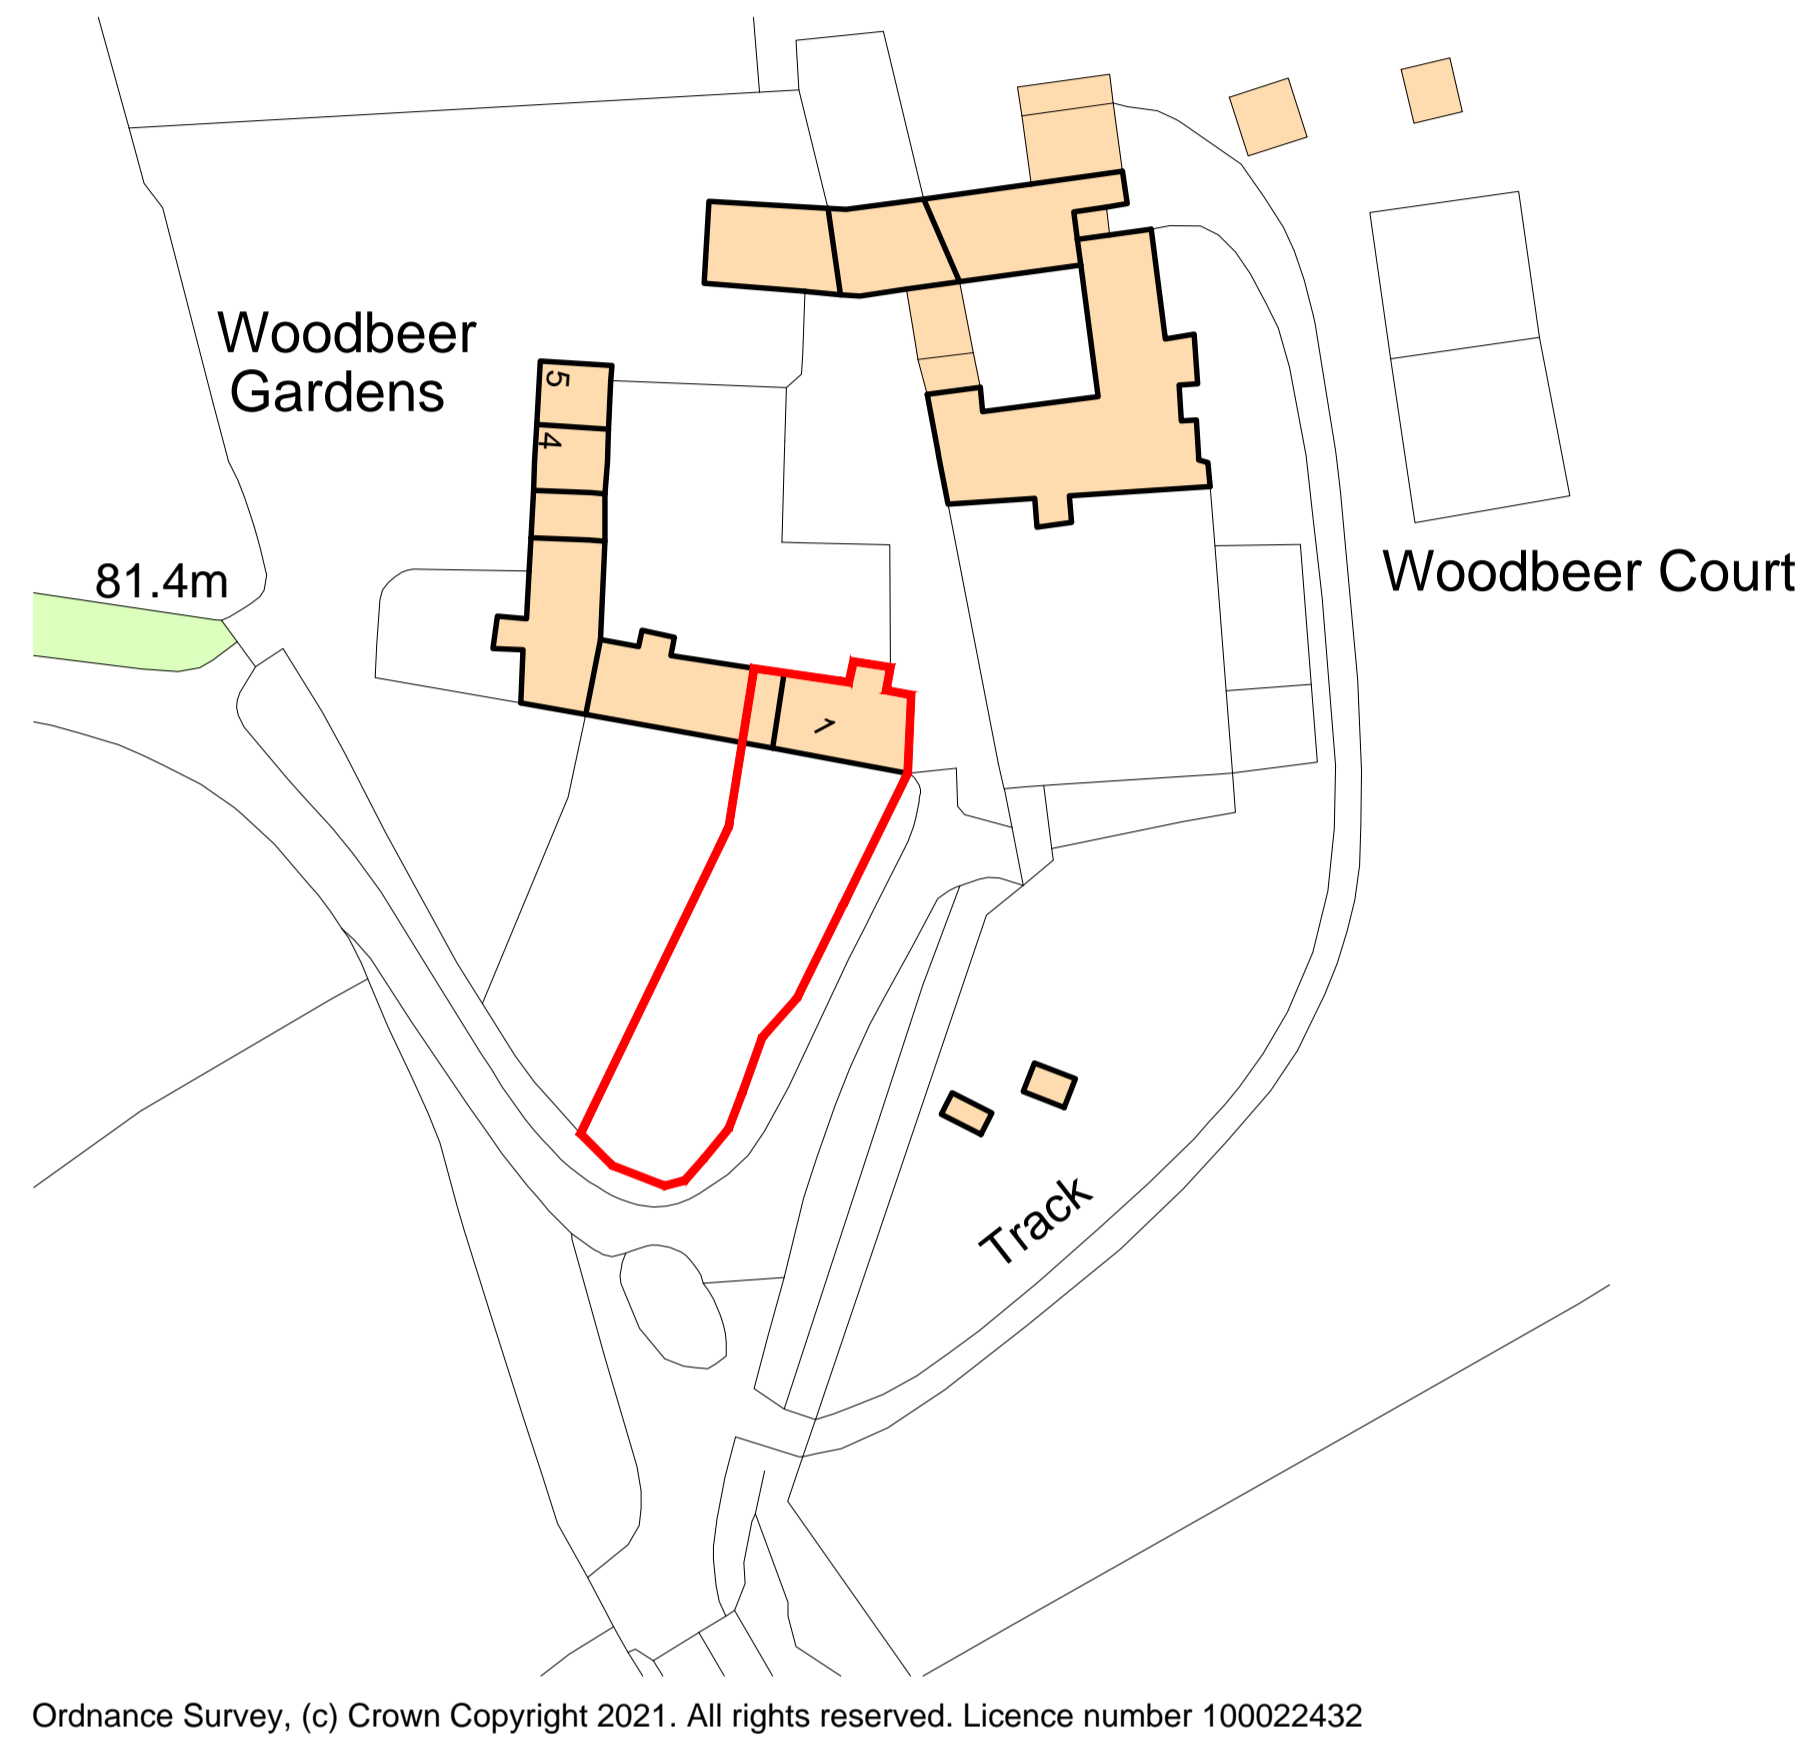 Woodbeer
Gardens
5
4
81.4m
Woodbeer Court
1
Track
Ordnance Survey, (c) Crown Copyright 2021. All rights reserved. Licence number 100022432